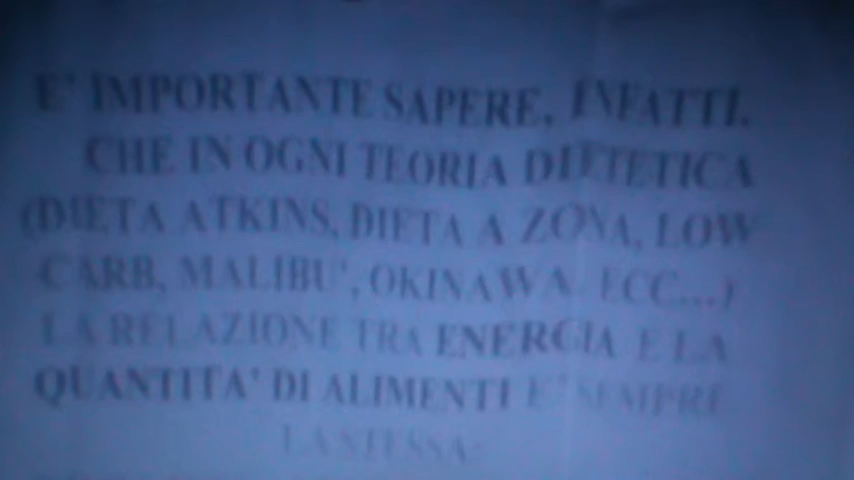 E' IMPORTANTE SAPERE, INFATTI,
CHE IN OGNI TEORIA DIETETICA
(DIETA ATKINS, DIETA A ZONA, LOW
CARB, MALIBU', OKINAWA, ECC...)
LA RELAZIONE TRA ENERGIA E LA
QUANTITA' DI ALIMENTI E' SEMPRE
LA STESSA: